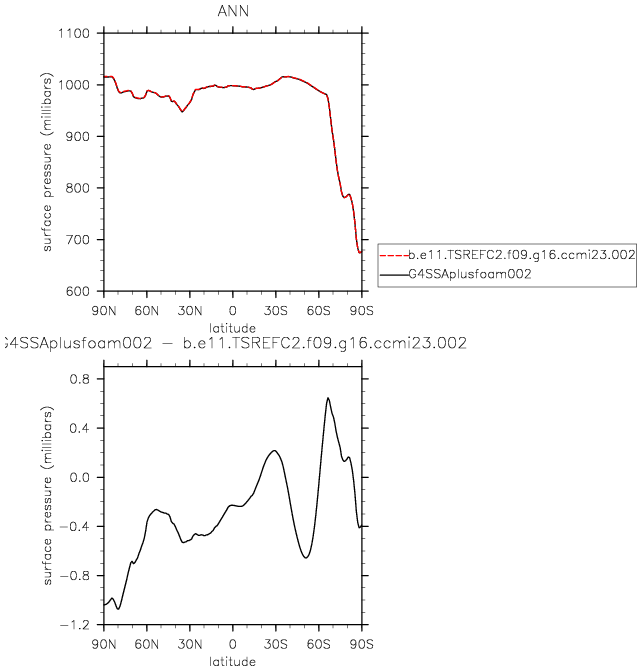 ANN
1100
1000
900
800
700
600
surface pressure (millibars)
90N 60N 30N 0 30S 60S 90S
latitude
b.e11.TSREFC2.f09.g16.ccmi23.002
G4SSAplusfoam002
G4SSAplusfoam002 − b.e11.TSREFC2.f09.g16.ccmi23.002
0.8
0.4
0.0
−0.4
−0.8
−1.2
surface pressure (millibars)
90N 60N 30N 0 30S 60S 90S
latitude